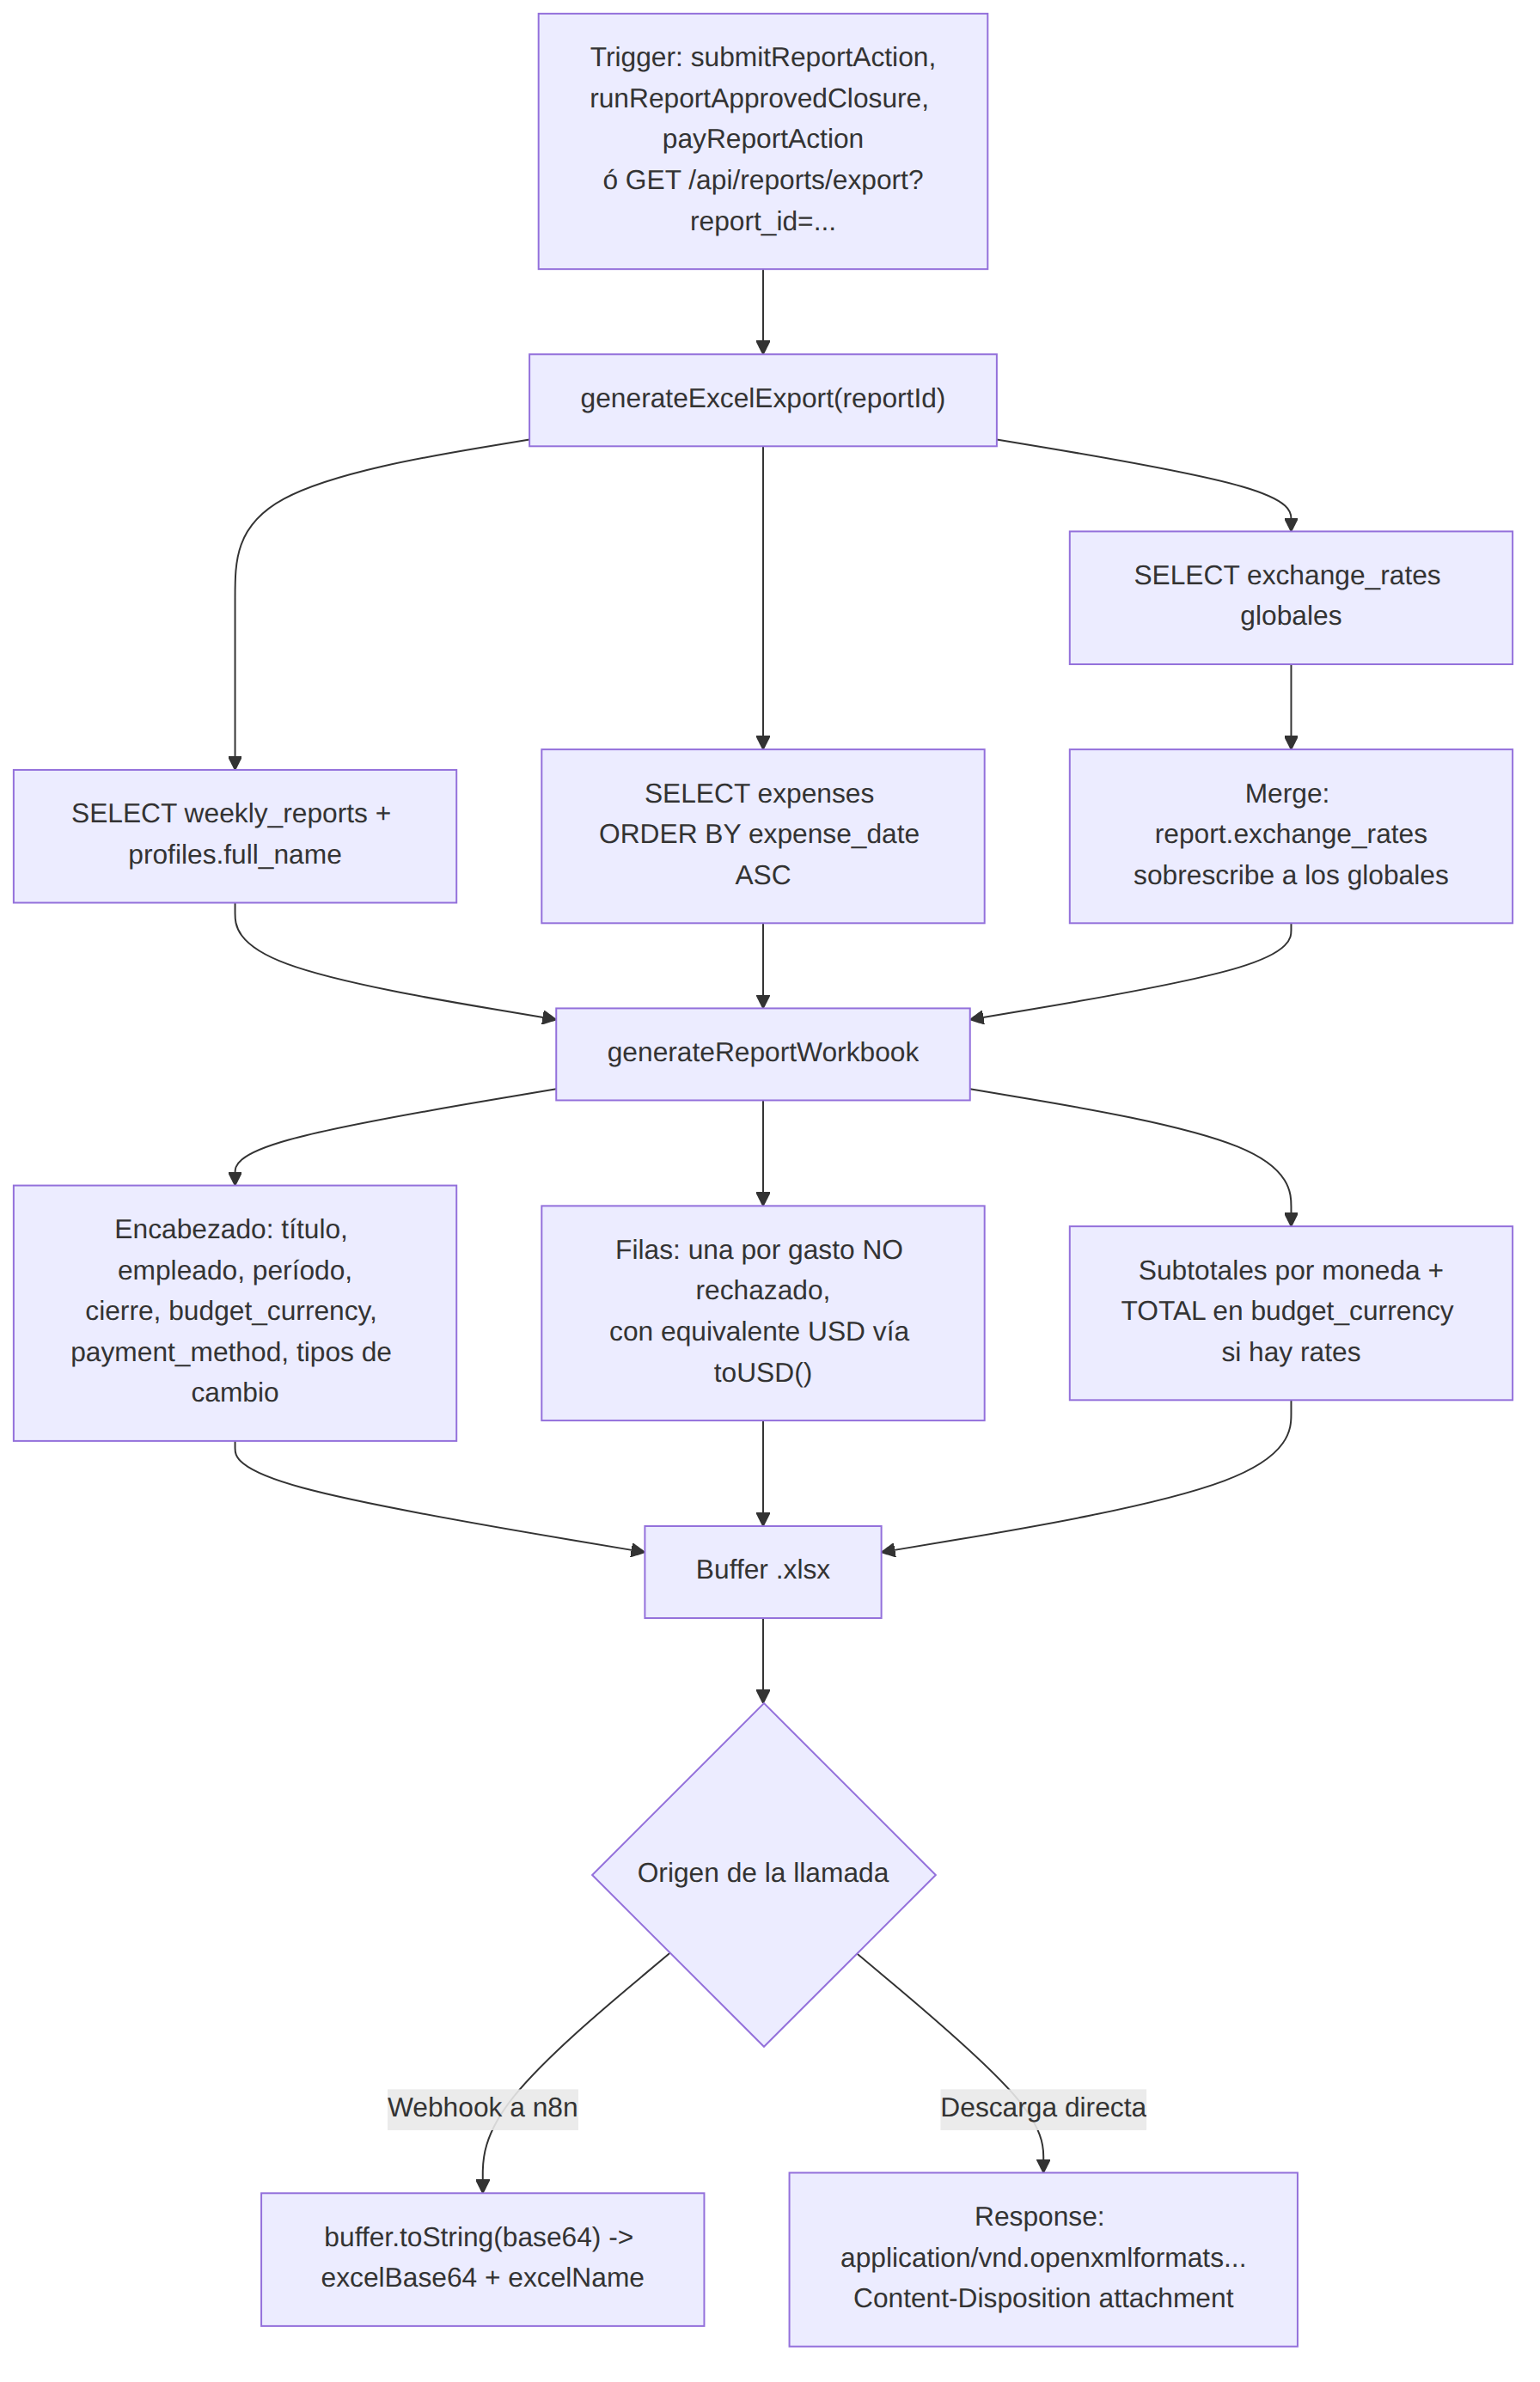 Trigger: submitReportAction,
runReportApprovedClosure,
payReportAction
ó GET /api/reports/export?
report_id=...
generateExcelExport(reportId)
SELECT exchange_rates
globales
SELECT weekly_reports +
profiles.full_name
SELECT expenses
ORDER BY expense_date
ASC
Merge:
report.exchange_rates
sobrescribe a los globales
generateReportWorkbook
Encabezado: título,
empleado, período,
cierre, budget_currency,
payment_method, tipos de
cambio
Filas: una por gasto NO
rechazado,
con equivalente USD vía
toUSD()
Subtotales por moneda +
TOTAL en budget_currency
si hay rates
Buffer .xlsx
Origen de la llamada
Webhook a n8n
Descarga directa
buffer.toString(base64) ->
excelBase64 + excelName
Response:
application/vnd.openxmlformats...
Content-Disposition attachment